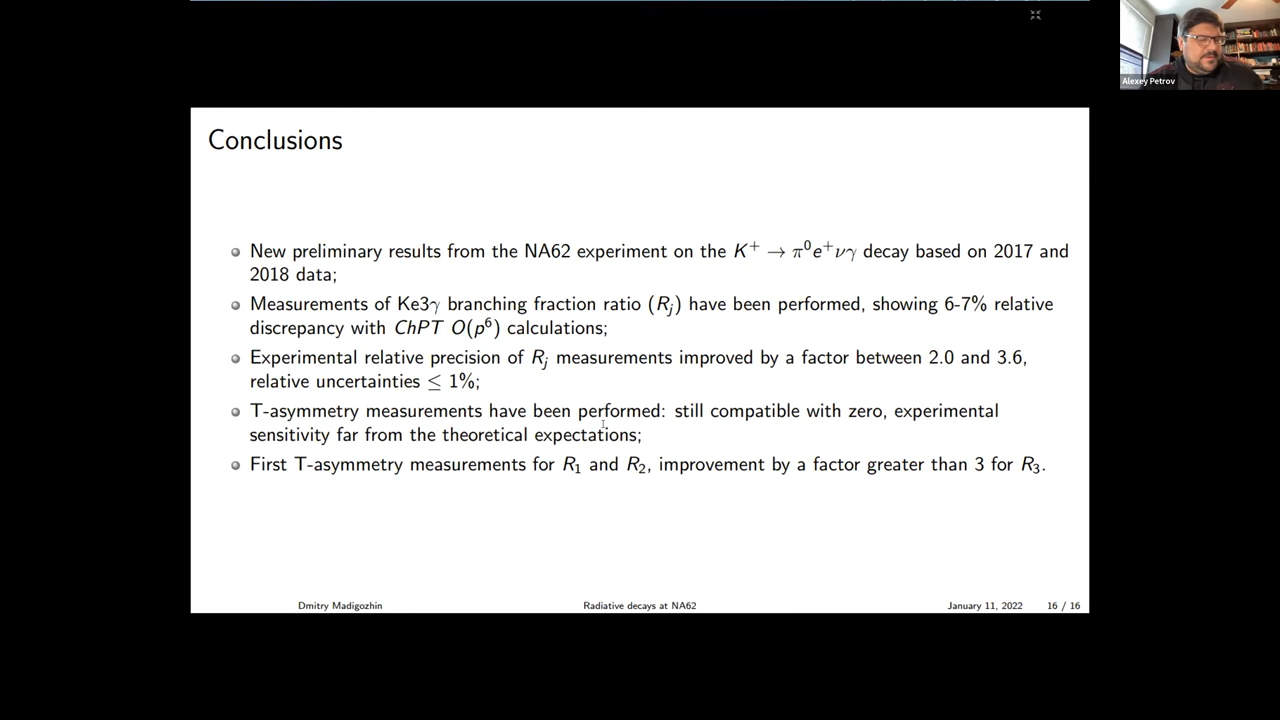 Alexey Petrov
Conclusions
New preliminary results from the NA62 experiment on the K⁺ → π⁰e⁺νγ decay based on 2017 and
2018 data;
Measurements of Ke3γ branching fraction ratio (Rⱼ) have been performed, showing 6-7% relative
discrepancy with ChPT O(p⁶) calculations;
Experimental relative precision of Rⱼ measurements improved by a factor between 2.0 and 3.6,
relative uncertainties ≤ 1%;
T-asymmetry measurements have been performed: still compatible with zero, experimental
sensitivity far from the theoretical expectations;
First T-asymmetry measurements for R₁ and R₂, improvement by a factor greater than 3 for R₃.
Dmitry Madigozhin Radiative decays at NA62 January 11, 2022 16 / 16